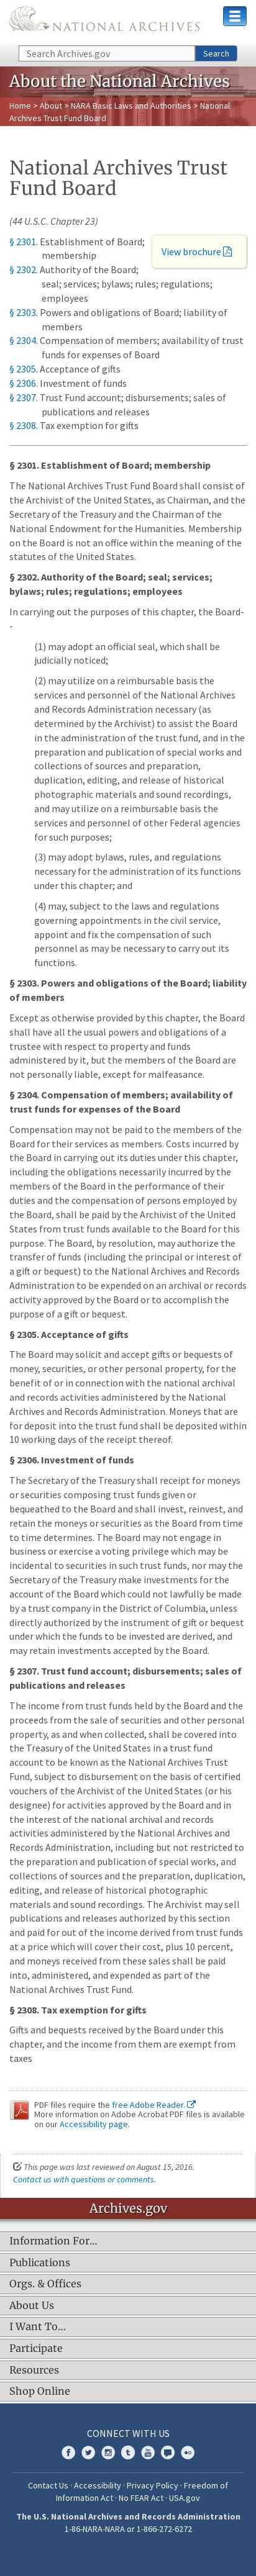 NATIONAL ARCHIVES
Search Archives.gov
Search
About the National Archives
Home > About > NARA Basic Laws and Authorities > National
Archives Trust Fund Board
National Archives Trust
Fund Board
(44 U.S.C. Chapter 23)
View brochure
§ 2301. Establishment of Board;
membership
§ 2302. Authority of the Board;
seal; services; bylaws; rules; regulations;
employees
§ 2303. Powers and obligations of Board; liability of
members
§ 2304. Compensation of members; availability of trust
funds for expenses of Board
§ 2305. Acceptance of gifts
§ 2306. Investment of funds
§ 2307. Trust Fund account; disbursements; sales of
publications and releases
§ 2308. Tax exemption for gifts
§ 2301. Establishment of Board; membership
The National Archives Trust Fund Board shall consist of
the Archivist of the United States, as Chairman, and the
Secretary of the Treasury and the Chairman of the
National Endowment for the Humanities. Membership
on the Board is not an office within the meaning of the
statutes of the United States.
§ 2302. Authority of the Board; seal; services;
bylaws; rules; regulations; employees
In carrying out the purposes of this chapter, the Board-
-
(1) may adopt an official seal, which shall be
judicially noticed;
(2) may utilize on a reimbursable basis the
services and personnel of the National Archives
and Records Administration necessary (as
determined by the Archivist) to assist the Board
in the administration of the trust fund, and in the
preparation and publication of special works and
collections of sources and preparation,
duplication, editing, and release of historical
photographic materials and sound recordings,
and may utilize on a reimbursable basis the
services and personnel of other Federal agencies
for such purposes;
(3) may adopt bylaws, rules, and regulations
necessary for the administration of its functions
under this chapter; and
(4) may, subject to the laws and regulations
governing appointments in the civil service,
appoint and fix the compensation of such
personnel as may be necessary to carry out its
functions.
§ 2303. Powers and obligations of the Board; liability
of members
Except as otherwise provided by this chapter, the Board
shall have all the usual powers and obligations of a
trustee with respect to property and funds
administered by it, but the members of the Board are
not personally liable, except for malfeasance.
§ 2304. Compensation of members; availability of
trust funds for expenses of the Board
Compensation may not be paid to the members of the
Board for their services as members. Costs incurred by
the Board in carrying out its duties under this chapter,
including the obligations necessarily incurred by the
members of the Board in the performance of their
duties and the compensation of persons employed by
the Board, shall be paid by the Archivist of the United
States from trust funds available to the Board for this
purpose. The Board, by resolution, may authorize the
transfer of funds (including the principal or interest of
a gift or bequest) to the National Archives and Records
Administration to be expended on an archival or records
activity approved by the Board or to accomplish the
purpose of a gift or bequest.
§ 2305. Acceptance of gifts
The Board may solicit and accept gifts or bequests of
money, securities, or other personal property, for the
benefit of or in connection with the national archival
and records activities administered by the National
Archives and Records Administration. Moneys that are
for deposit into the trust fund shall be deposited within
10 working days of the receipt thereof.
§ 2306. Investment of funds
The Secretary of the Treasury shall receipt for moneys
or securities composing trust funds given or
bequeathed to the Board and shall invest, reinvest, and
retain the moneys or securities as the Board from time
to time determines. The Board may not engage in
business or exercise a voting privilege which may be
incidental to securities in such trust funds, nor may the
Secretary of the Treasury make investments for the
account of the Board which could not lawfully be made
by a trust company in the District of Columbia, unless
directly authorized by the instrument of gift or bequest
under which the funds to be invested are derived, and
may retain investments accepted by the Board.
§ 2307. Trust fund account; disbursements; sales of
publications and releases
The income from trust funds held by the Board and the
proceeds from the sale of securities and other personal
property, as and when collected, shall be covered into
the Treasury of the United States in a trust fund
account to be known as the National Archives Trust
Fund, subject to disbursement on the basis of certified
vouchers of the Archivist of the United States (or his
designee) for activities approved by the Board and in
the interest of the national archival and records
activities administered by the National Archives and
Records Administration, including but not restricted to
the preparation and publication of special works, and
collections of sources and the preparation, duplication,
editing, and release of historical photographic
materials and sound recordings. The Archivist may sell
publications and releases authorized by this section
and paid for out of the income derived from trust funds
at a price which will cover their cost, plus 10 percent,
and moneys received from these sales shall be paid
into, administered, and expended as part of the
National Archives Trust Fund.
§ 2308. Tax exemption for gifts
Gifts and bequests received by the Board under this
chapter, and the income from them are exempt from
taxes
PDF files require the free Adobe Reader.
More information on Adobe Acrobat PDF files is available
on our Accessibility page.
This page was last reviewed on August 15, 2016.
Contact us with questions or comments.
Archives.gov
Information For…
Publications
Orgs. & Offices
About Us
I Want To…
Participate
Resources
Shop Online
CONNECT WITH US
Contact Us · Accessibility · Privacy Policy · Freedom of
Information Act · No FEAR Act · USA.gov
The U.S. National Archives and Records Administration
1-86-NARA-NARA or 1-866-272-6272